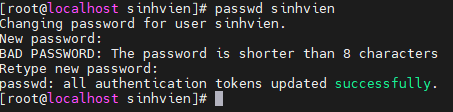 [root@localhost sinhvien]# passwd sinhvien
Changing password for user sinhvien.
New password:
BAD PASSWORD: The password is shorter than 8 characters
Retype new password:
passwd: all authentication tokens updated successfully.
[root@localhost sinhvien]#